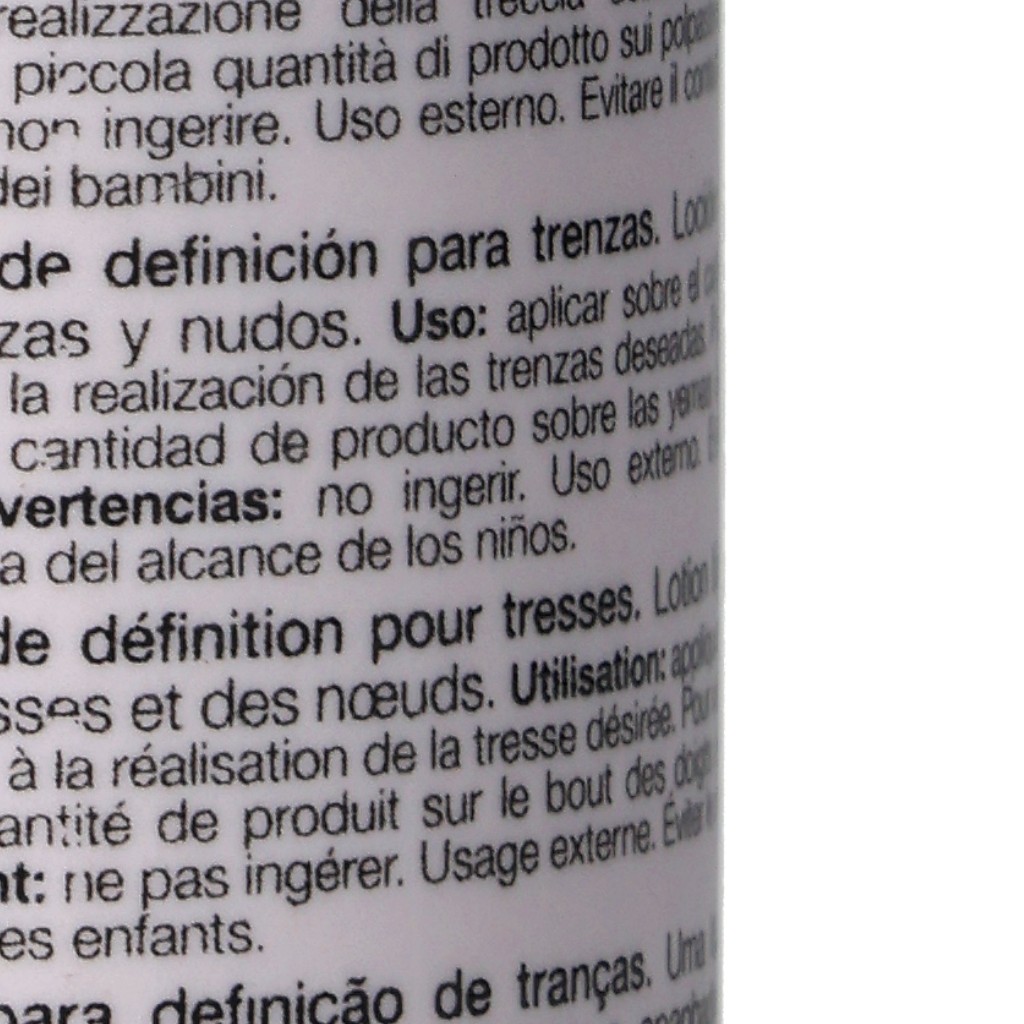 realizzazione della treccia
piccola quantità di prodotto sui
non ingerire. Uso esterno. Evitare il
dei bambini.
de definición para trenzas.
zas y nudos. Uso: aplicar sobre el
la realización de las trenzas deseadas.
cantidad de producto sobre las yemas
vertencias: no ingerir. Uso externo.
a del alcance de los niños.
de définition pour tresses. Lotion
sses et des nœuds. Utilisation:
à la réalisation de la tresse désirée. Pour
antité de produit sur le bout des doigts
nt: ne pas ingérer. Usage externe. Éviter
es enfants.
para definição de tranças. Uma